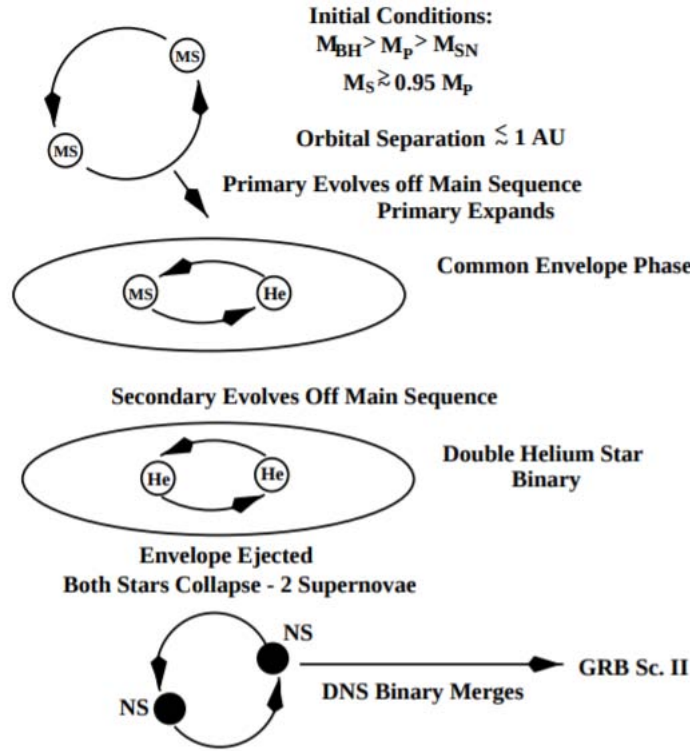 Initial Conditions:
M_BH > M_P > M_SN
M_S ≳ 0.95 M_P
MS
MS
Orbital Separation ≲ 1 AU
Primary Evolves off Main Sequence
Primary Expands
Common Envelope Phase
MS
He
Secondary Evolves Off Main Sequence
Double Helium Star
Binary
He
He
Envelope Ejected
Both Stars Collapse - 2 Supernovae
NS
NS
GRB Sc. II
DNS Binary Merges